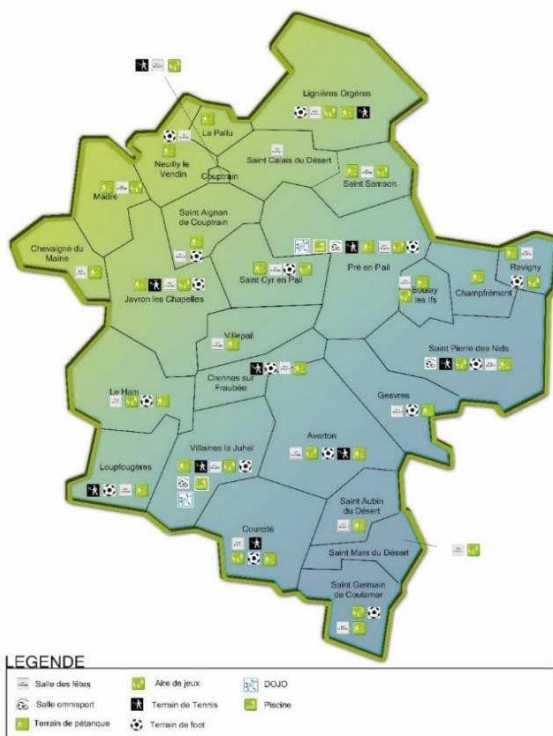 Lignières Orgères
La Pallu
Neuilly le
Vendin
Couptrain
Saint Calais du Désert
Saint Samson
Madré
Saint Aignan
de Couptrain
Chevaigné du
Maine
Javron les Chapelles
Saint Cyr en Pail
Pré en Pail
Boulay
les Ifs
Champfrémont
Ravigny
Villepail
Saint Pierre des Nids
Crennes sur
Fraubée
Le Ham
Gesvres
Averton
Villaines la Juhel
Loupfougères
Saint Aubin
du Désert
Courcité
Saint Mars du Désert
Saint Germain
de Coulamer
LEGENDE
Salle des fêtes
Aire de jeux
DOJO
Salle omnisport
Terrain de Tennis
Piscine
Terrain de pétanque
Terrain de foot